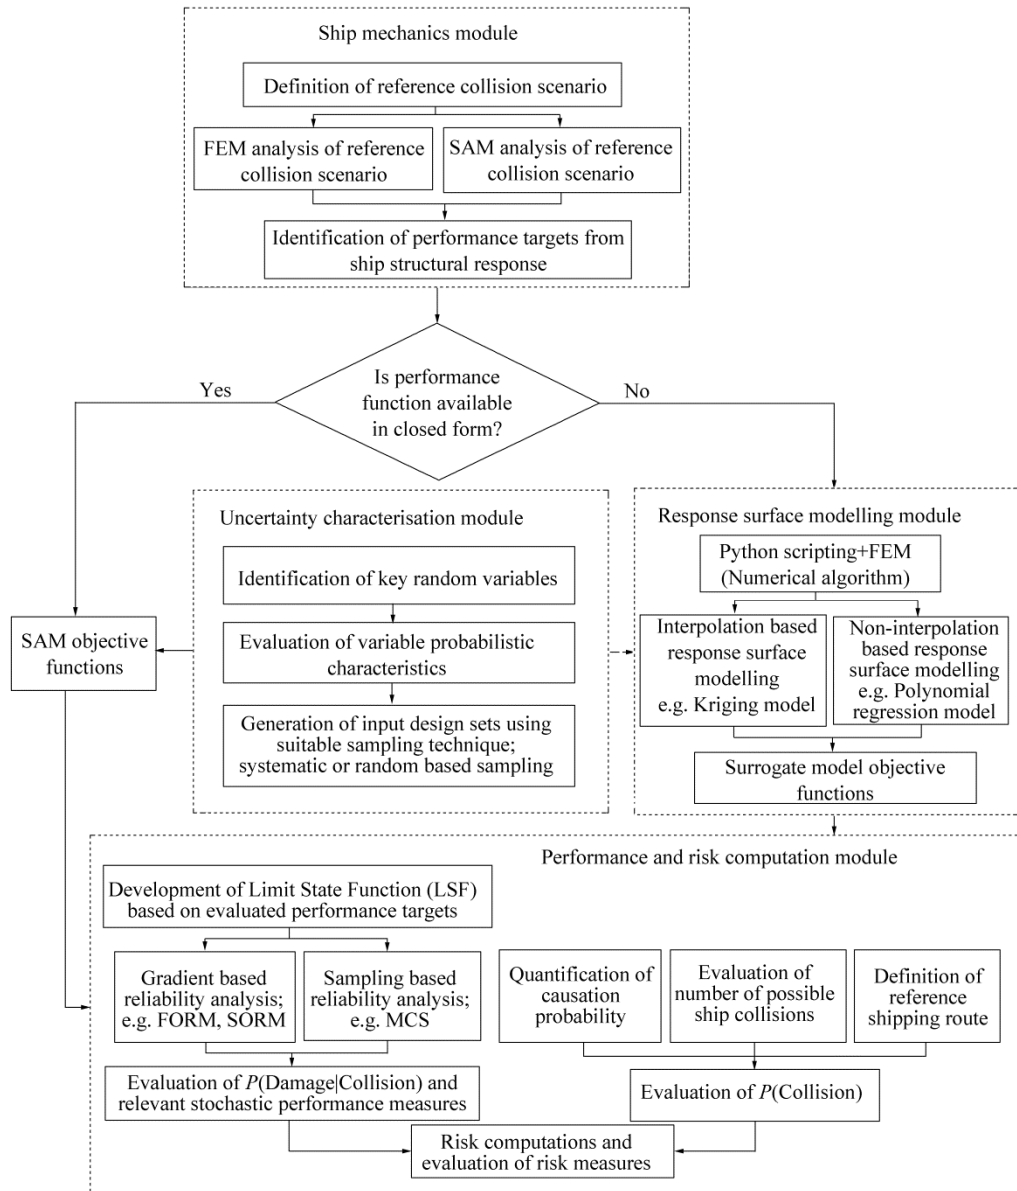 Ship mechanics module
Definition of reference collision scenario
FEM analysis of reference
collision scenario
SAM analysis of reference
collision scenario
Identification of performance targets from
ship structural response
Is performance
function available
in closed form?
Yes
No
Uncertainty characterisation module
Identification of key random variables
Evaluation of variable probabilistic
characteristics
Generation of input design sets using
suitable sampling technique;
systematic or random based sampling
SAM objective
functions
Response surface modelling module
Python scripting+FEM
(Numerical algorithm)
Interpolation based
response surface
modelling
e.g. Kriging model
Non-interpolation
based response
surface modelling
e.g. Polynomial
regression model
Surrogate model objective
functions
Performance and risk computation module
Development of Limit State Function (LSF)
based on evaluated performance targets
Gradient based
reliability analysis;
e.g. FORM, SORM
Sampling based
reliability analysis;
e.g. MCS
Quantification of
causation
probability
Evaluation of
number of possible
ship collisions
Definition of
reference
shipping route
Evaluation of P(Damage|Collision) and
relevant stochastic performance measures
Evaluation of P(Collision)
Risk computations and
evaluation of risk measures